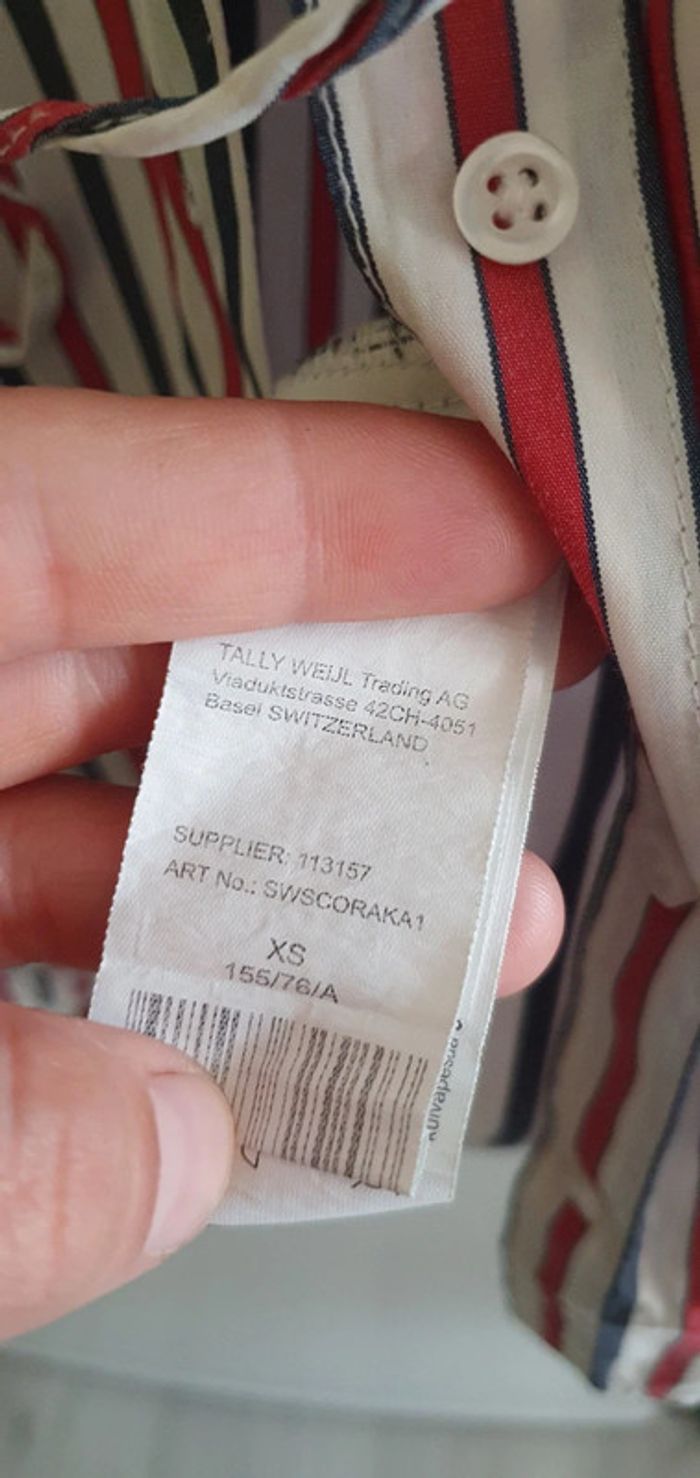 TALLY WEIJL Trading AG
Viaduktstrasse 42CH-4051
Basel SWITZERLAND
SUPPLIER: 113157
ART No.: SWSCORAKA1
XS
155/76/A